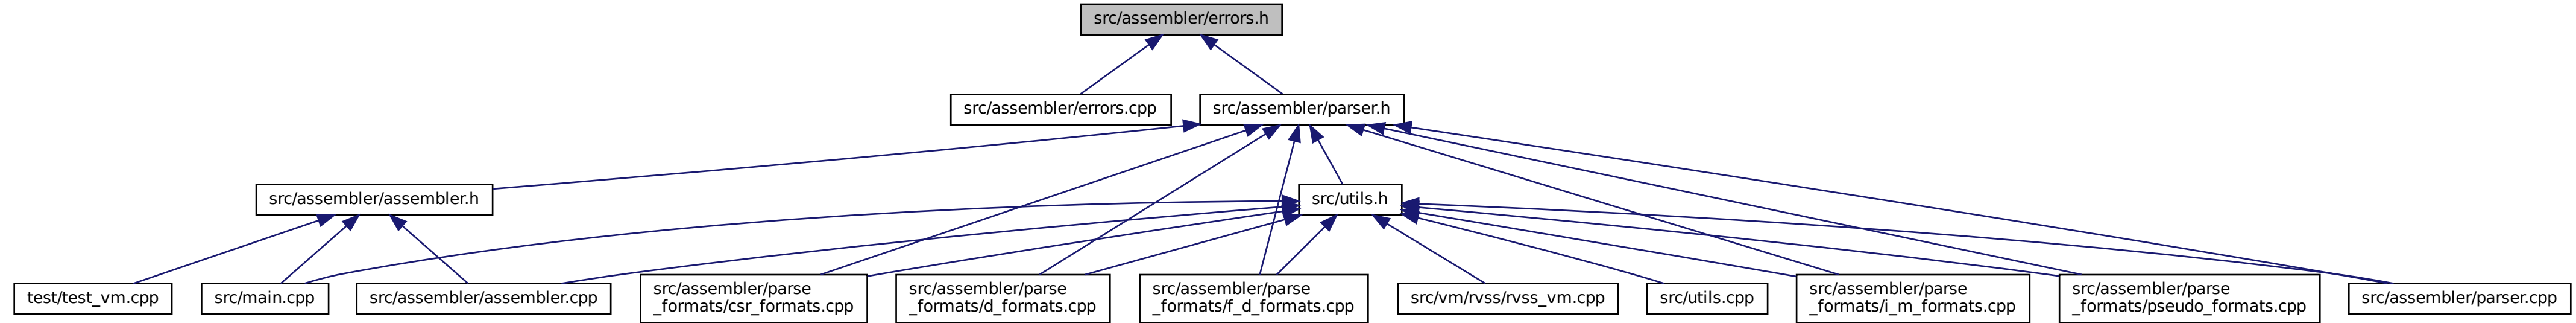 src/assembler/errors.h
src/assembler/errors.cpp
src/assembler/parser.h
src/assembler/assembler.h
src/utils.h
test/test_vm.cpp
src/main.cpp
src/assembler/assembler.cpp
src/assembler/parse
_formats/csr_formats.cpp
src/assembler/parse
_formats/d_formats.cpp
src/assembler/parse
_formats/f_d_formats.cpp
src/vm/rvss/rvss_vm.cpp
src/utils.cpp
src/assembler/parse
_formats/i_m_formats.cpp
src/assembler/parse
_formats/pseudo_formats.cpp
src/assembler/parser.cpp